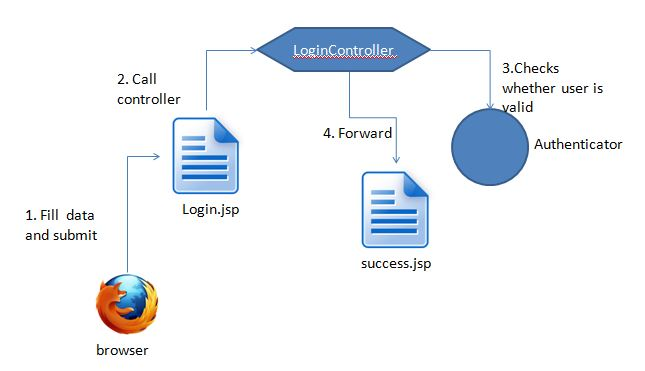 LoginController
2. Call
controller
3.Checks
whether user is
valid
4. Forward
Authenticator
Login.jsp
1. Fill data
and submit
success.jsp
browser